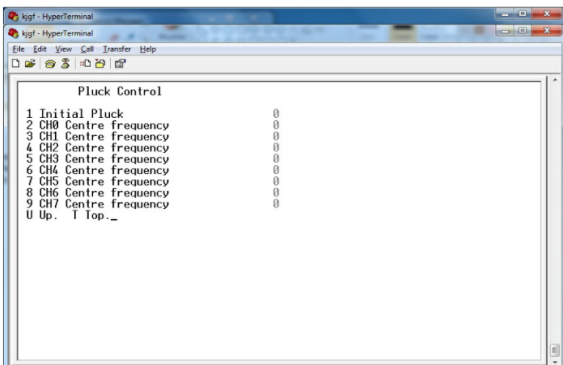 kjgf - HyperTerminal
kjgf - HyperTerminal
File Edit View Call Transfer Help
Pluck Control
1 Initial Pluck 0
2 CH0 Centre frequency 0
3 CH1 Centre frequency 0
4 CH2 Centre frequency 0
5 CH3 Centre frequency 0
6 CH4 Centre frequency 0
7 CH5 Centre frequency 0
8 CH6 Centre frequency 0
9 CH7 Centre frequency 0
U Up. T Top._